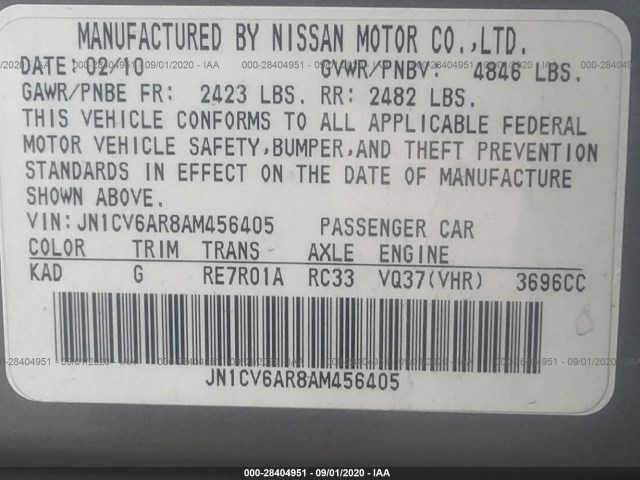 MANUFACTURED BY NISSAN MOTOR CO.,LTD.
DATE: 02/10 GVWR/PNBV: 4846 LBS.
GAWR/PNBE FR: 2423 LBS. RR: 2482 LBS.
THIS VEHICLE CONFORMS TO ALL APPLICABLE FEDERAL
MOTOR VEHICLE SAFETY,BUMPER,AND THEFT PREVENTION
STANDARDS IN EFFECT ON THE DATE OF MANUFACTURE
SHOWN ABOVE.
VIN:JN1CV6AR8AM456405 PASSENGER CAR
COLOR TRIM TRANS AXLE ENGINE
KAD G RE7R01A RC33 VQ37(VHR) 3696CC
JN1CV6AR8AM456405
000-28404951 - 09/01/2020 - IAA